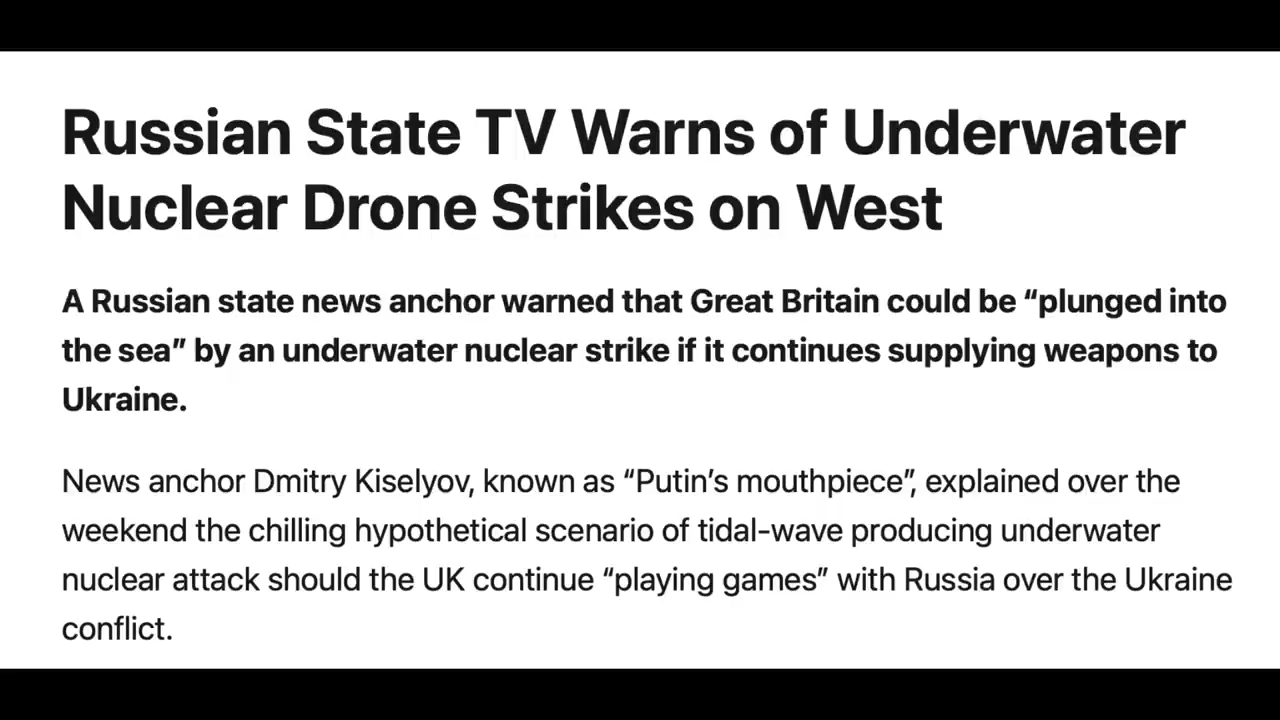 Russian State TV Warns of Underwater
Nuclear Drone Strikes on West
A Russian state news anchor warned that Great Britain could be “plunged into
the sea” by an underwater nuclear strike if it continues supplying weapons to
Ukraine.
News anchor Dmitry Kiselyov, known as “Putin’s mouthpiece”, explained over the
weekend the chilling hypothetical scenario of tidal-wave producing underwater
nuclear attack should the UK continue “playing games” with Russia over the Ukraine
conflict.